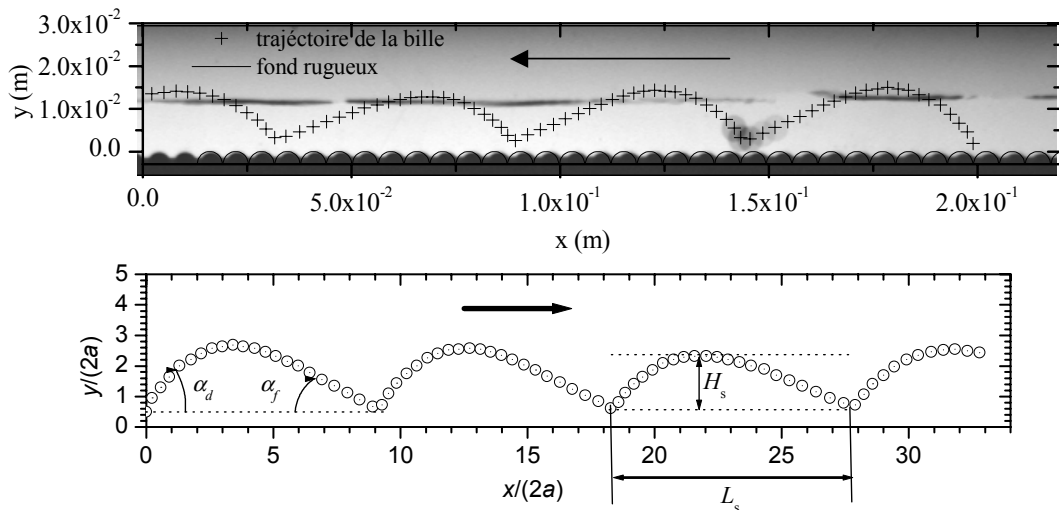 3.0x10⁻²
2.0x10⁻²
1.0x10⁻²
0.0
y (m)
trajéctoire de la bille
fond rugueux
0.0
5.0x10⁻²
1.0x10⁻¹
1.5x10⁻¹
2.0x10⁻¹
x (m)
5
4
3
2
1
0
y/(2a)
α_d
α_f
H_s
0
5
10
15
20
25
30
x/(2a)
L_s